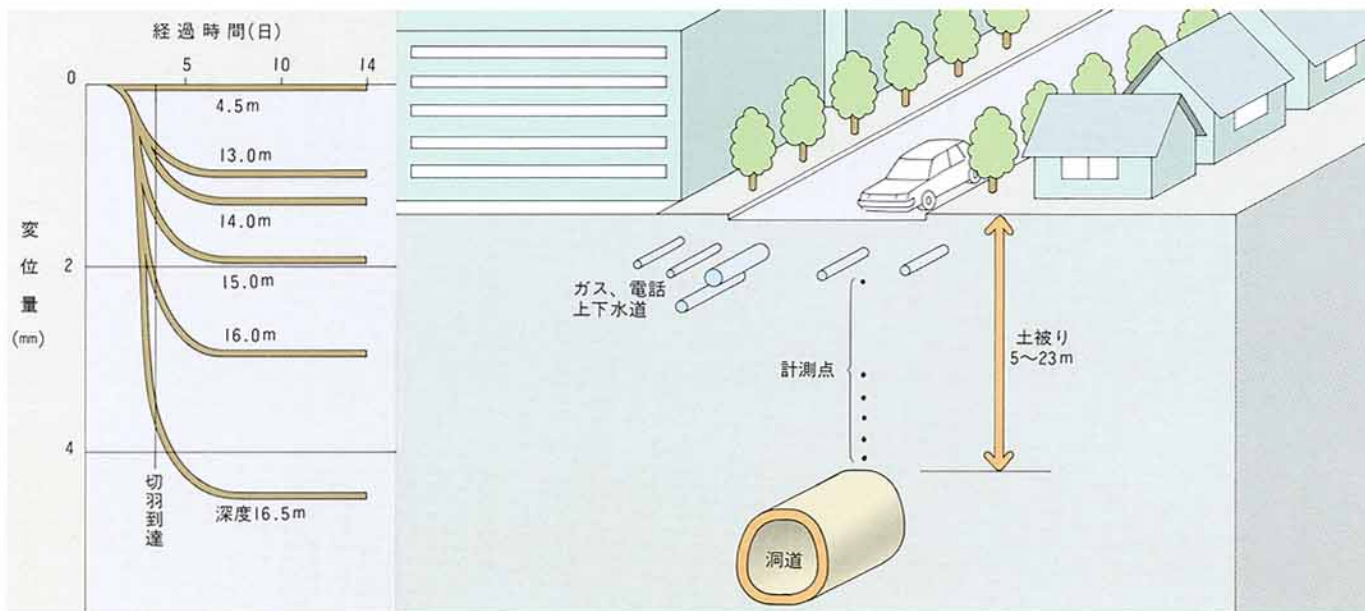 経過時間(日)
5 10 14
0
4.5m
13.0m
14.0m
変位量
(mm)
2
15.0m
16.0m
4
切羽到達
深度16.5m
ガス、電話
上下水道
計測点
土被り
5〜23m
洞道